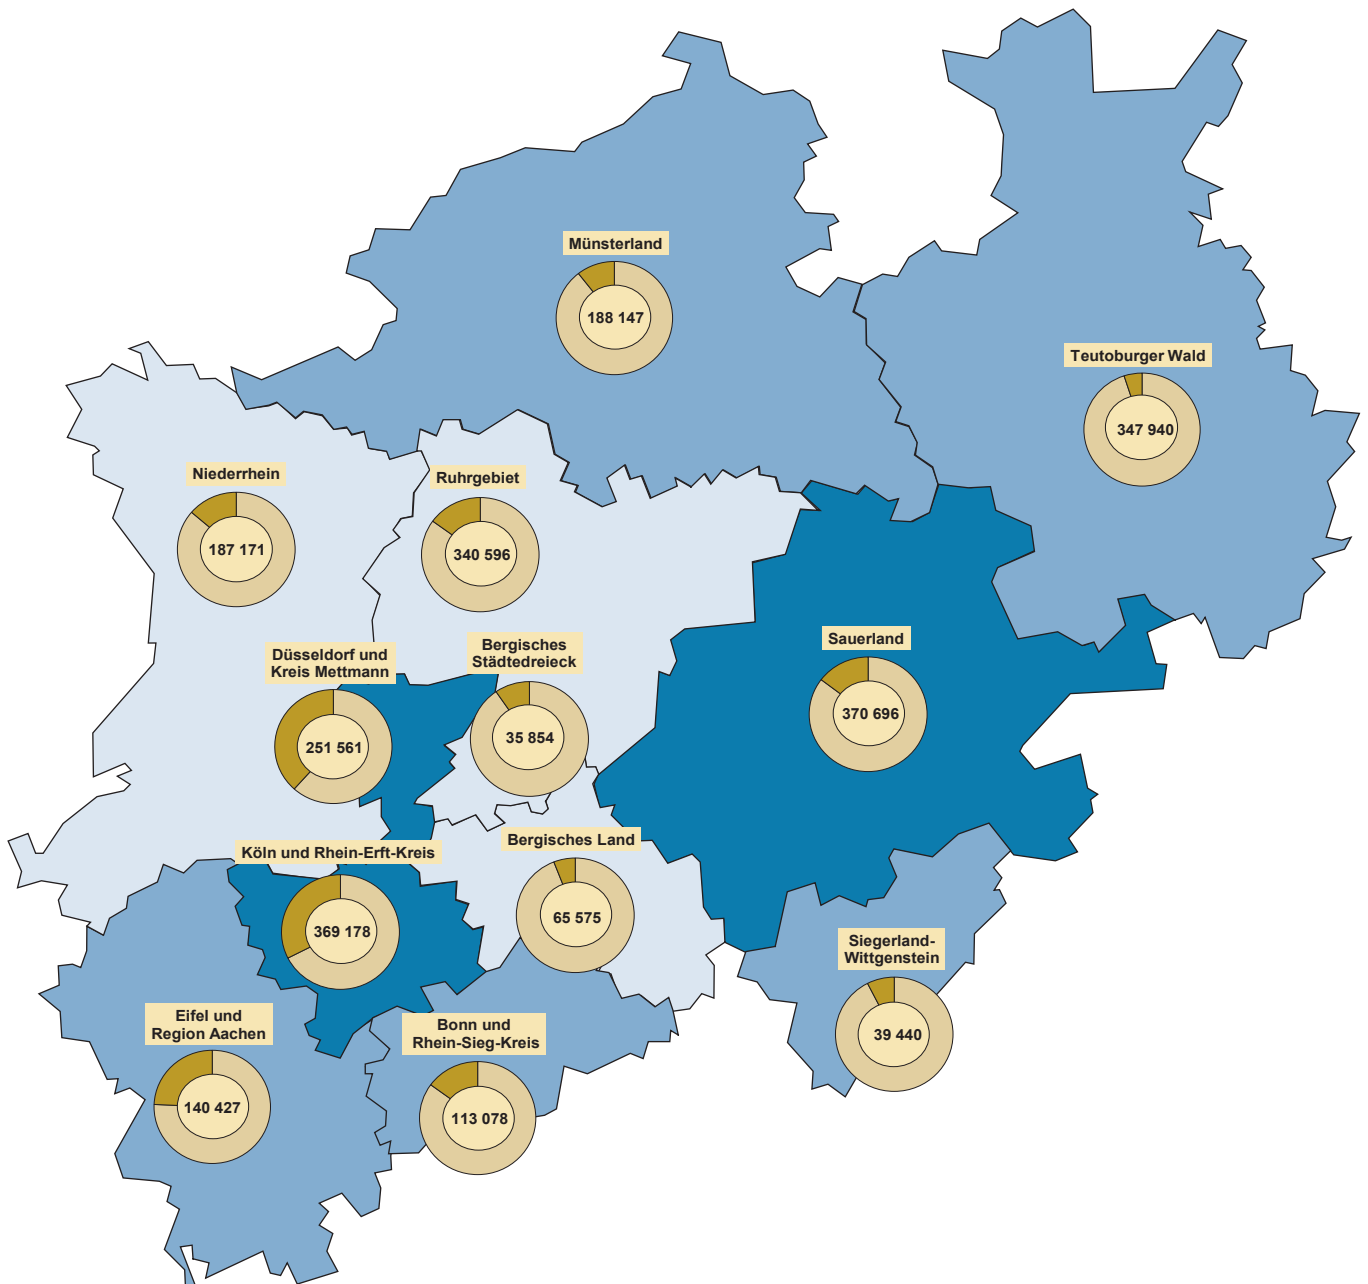 Münsterland
188 147
Teutoburger Wald
347 940
Niederrhein
187 171
Ruhrgebiet
340 596
Düsseldorf und
Kreis Mettmann
251 561
Bergisches
Städtedreieck
35 854
Sauerland
370 696
Köln und Rhein-Erft-Kreis
369 178
Bergisches Land
65 575
Siegerland-
Wittgenstein
39 440
Eifel und
Region Aachen
140 427
Bonn und
Rhein-Sieg-Kreis
113 078